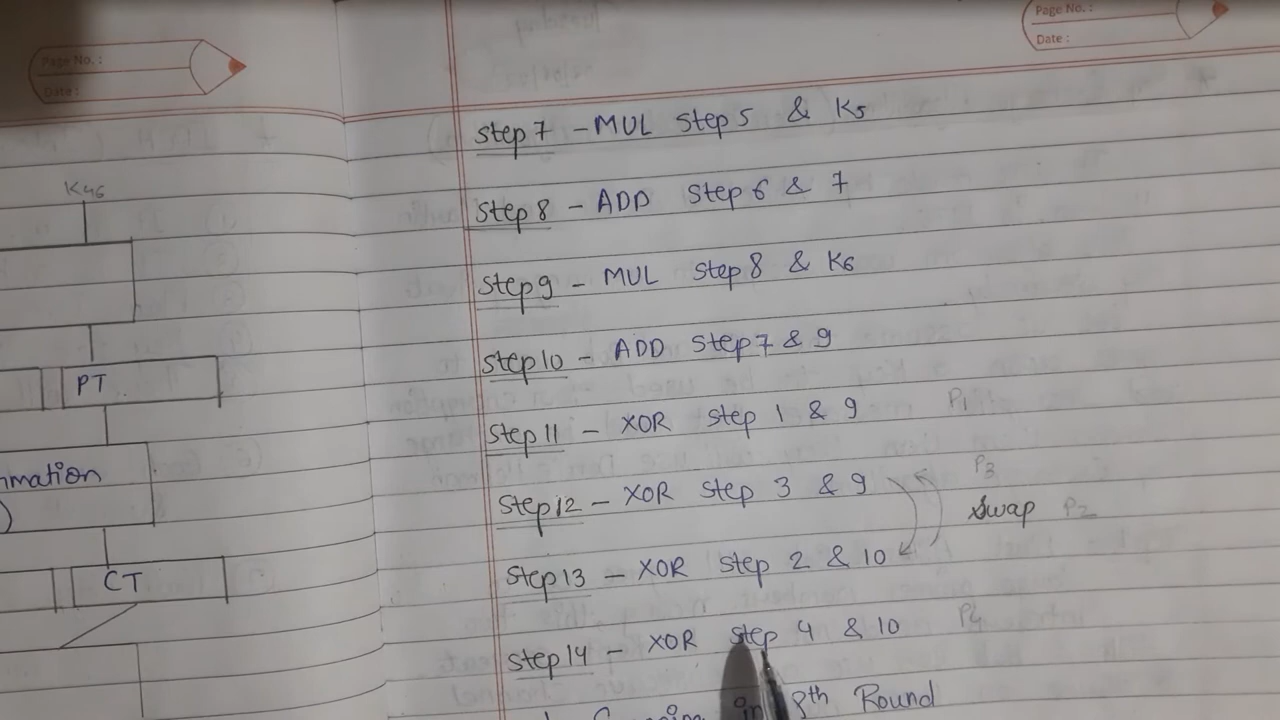 Page No. :
Date :
Page No. :
Date :
K46
PT
mation
)
CT
Step 7 - MUL Step 5 & K5
Step 8 - ADD Step 6 & 7
Step 9 - MUL Step 8 & K6
Step 10 - ADD Step 7 & 9
Step 11 - XOR Step 1 & 9 P1
Step 12 - XOR Step 3 & 9 P3
Swap P2
Step 13 - XOR Step 2 & 10
Step 14 - XOR Step 4 & 10 P4
in 8th Round